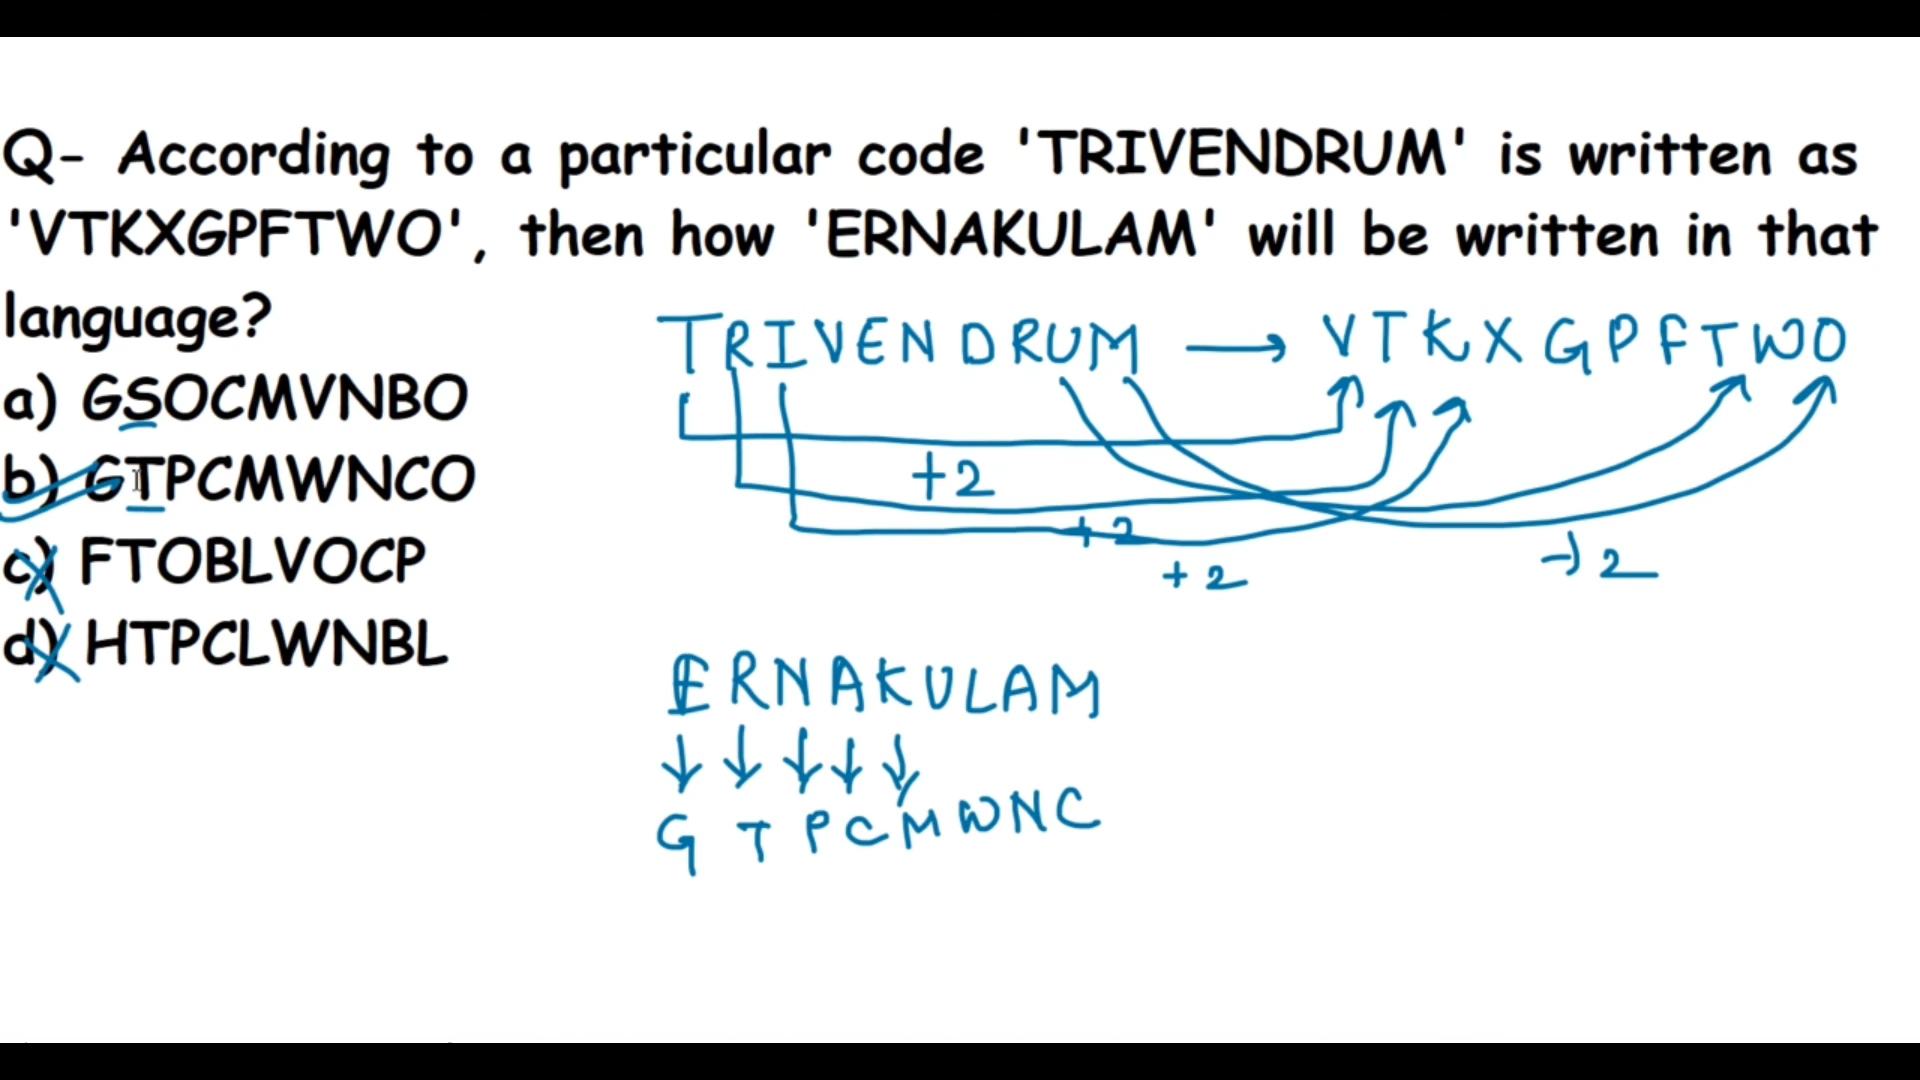 Q- According to a particular code 'TRIVENDRUM' is written as
'VTKXGPFTWO', then how 'ERNAKULAM' will be written in that
language?
TRIVENDRUM → VTKXGPFTWO
a) GSOCMVNBO
b) GTPCMWNCO
+2
c) FTOBLVOCP
+2
+2
→2
d) HTPCLWNBL
ERNAKULAM
GTPCMWNC